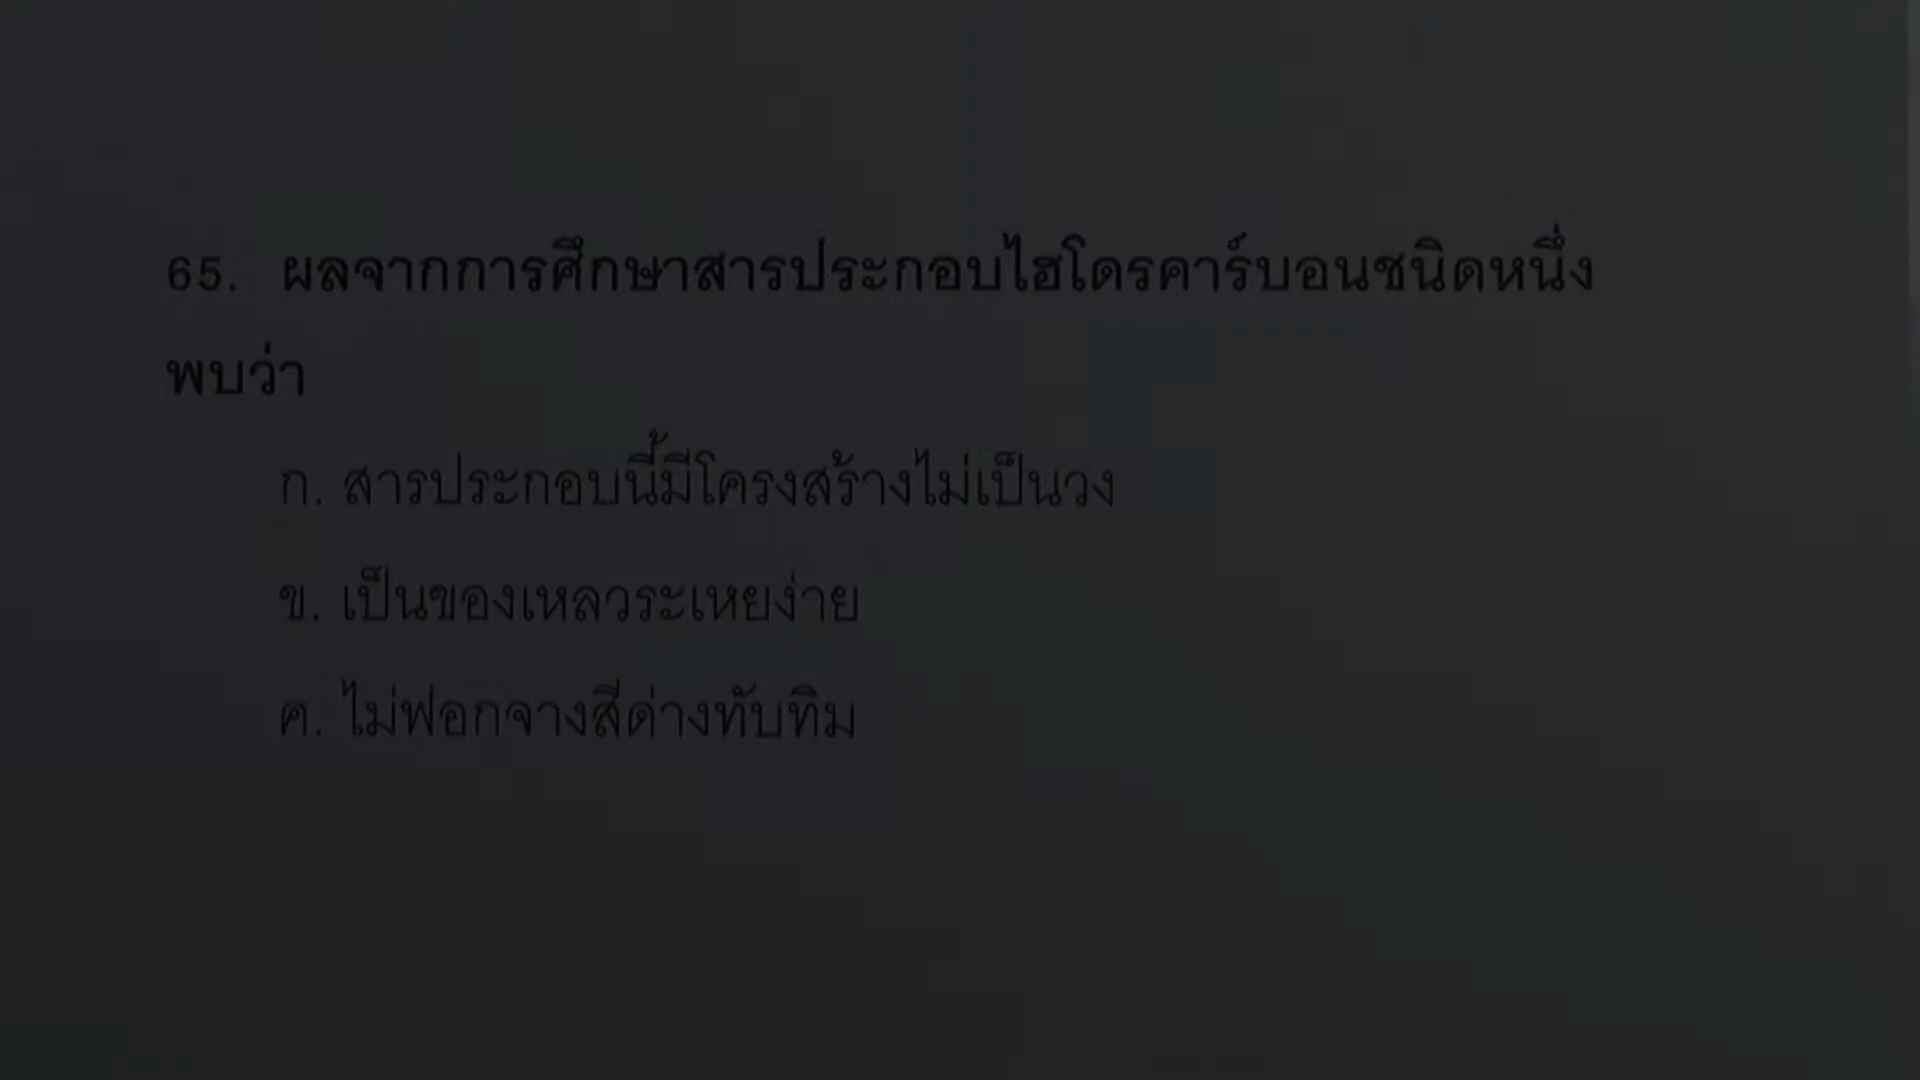 65. ผลจากการศึกษาสารประกอบไฮโดรคาร์บอนชนิดหนึ่ง
พบว่า
ก. สารประกอบนี้มีโครงสร้างไม่เป็นวง
ข. เป็นของเหลวระเหยง่าย
ค. ไม่ฟอกจางสีด่างทับทิม